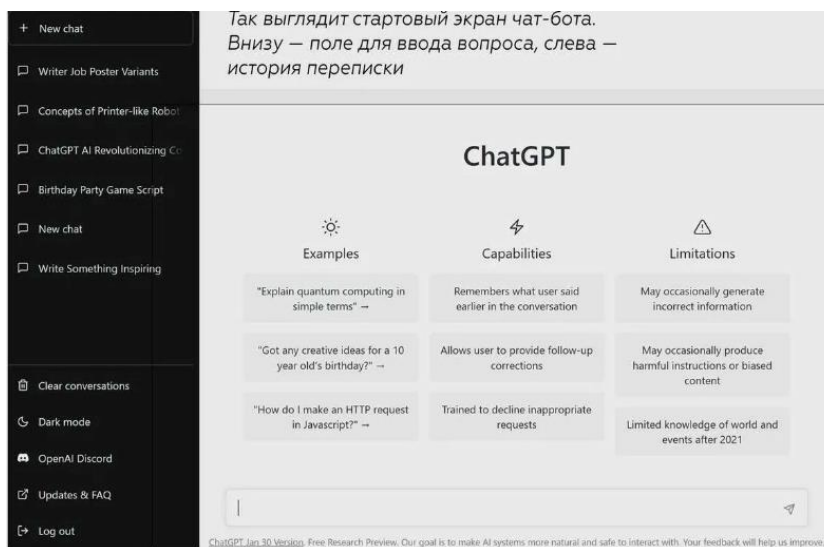 New chat
Writer Job Poster Variants
Concepts of Printer-like Robot
ChatGPT AI Revolutionizing Co
Birthday Party Game Script
New chat
Write Something Inspiring
Clear conversations
Dark mode
OpenAI Discord
Updates & FAQ
Log out
Так выглядит стартовый экран чат-бота.
Внизу — поле для ввода вопроса, слева —
история переписки
ChatGPT
Examples
"Explain quantum computing in
simple terms" →
"Got any creative ideas for a 10
year old's birthday?" →
"How do I make an HTTP request
in Javascript?" →
Capabilities
Remembers what user said
earlier in the conversation
Allows user to provide follow-up
corrections
Trained to decline inappropriate
requests
Limitations
May occasionally generate
incorrect information
May occasionally produce
harmful instructions or biased
content
Limited knowledge of world and
events after 2021
ChatGPT Jan 30 Version. Free Research Preview. Our goal is to make AI systems more natural and safe to interact with. Your feedback will help us improve.